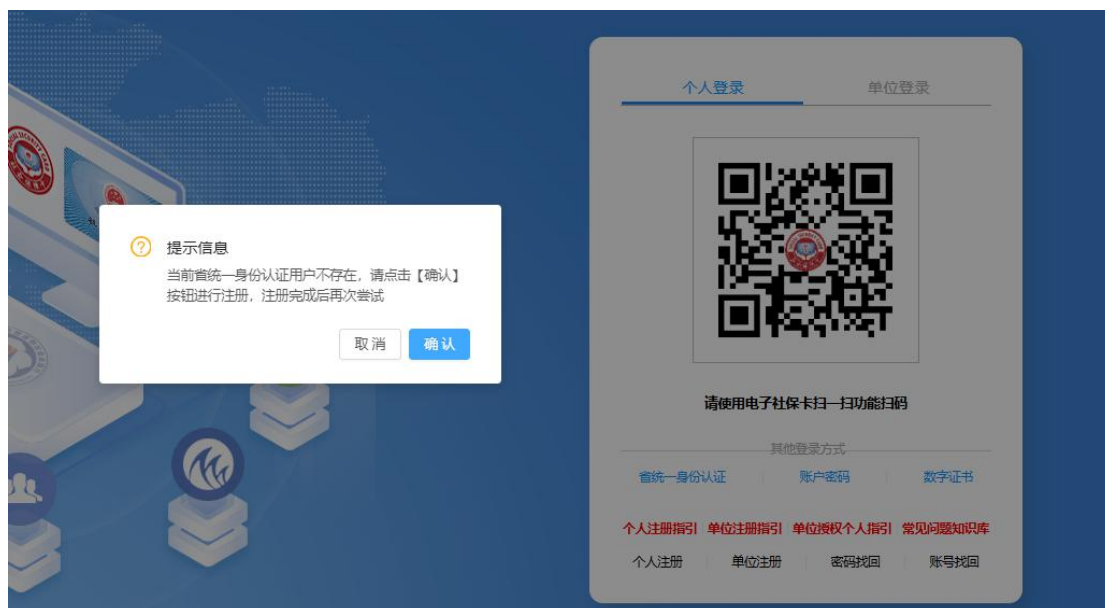 个人登录
单位登录
提示信息
当前省统一身份认证用户不存在，请点击【确认】
按钮进行注册，注册完成后再次尝试
取消
确认
请使用电子社保卡扫一扫功能扫码
其他登录方式
省统一身份认证
账户密码
数字证书
个人注册指引 单位注册指引 单位授权个人指引 常见问题知识库
个人注册
单位注册
密码找回
账号找回